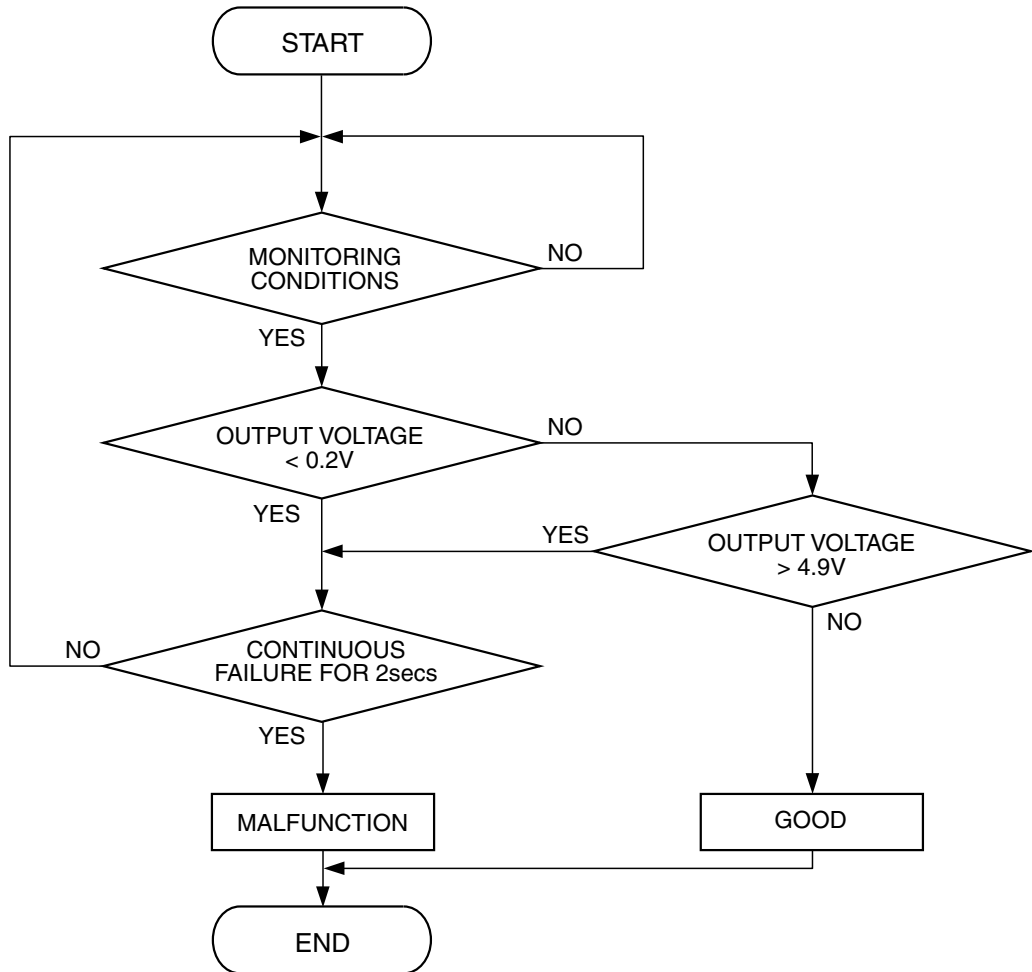 START
MONITORING
CONDITIONS
NO
YES
OUTPUT VOLTAGE
< 0.2V
NO
YES
YES
OUTPUT VOLTAGE
> 4.9V
NO
NO
CONTINUOUS
FAILURE FOR 2secs
YES
MALFUNCTION
GOOD
END